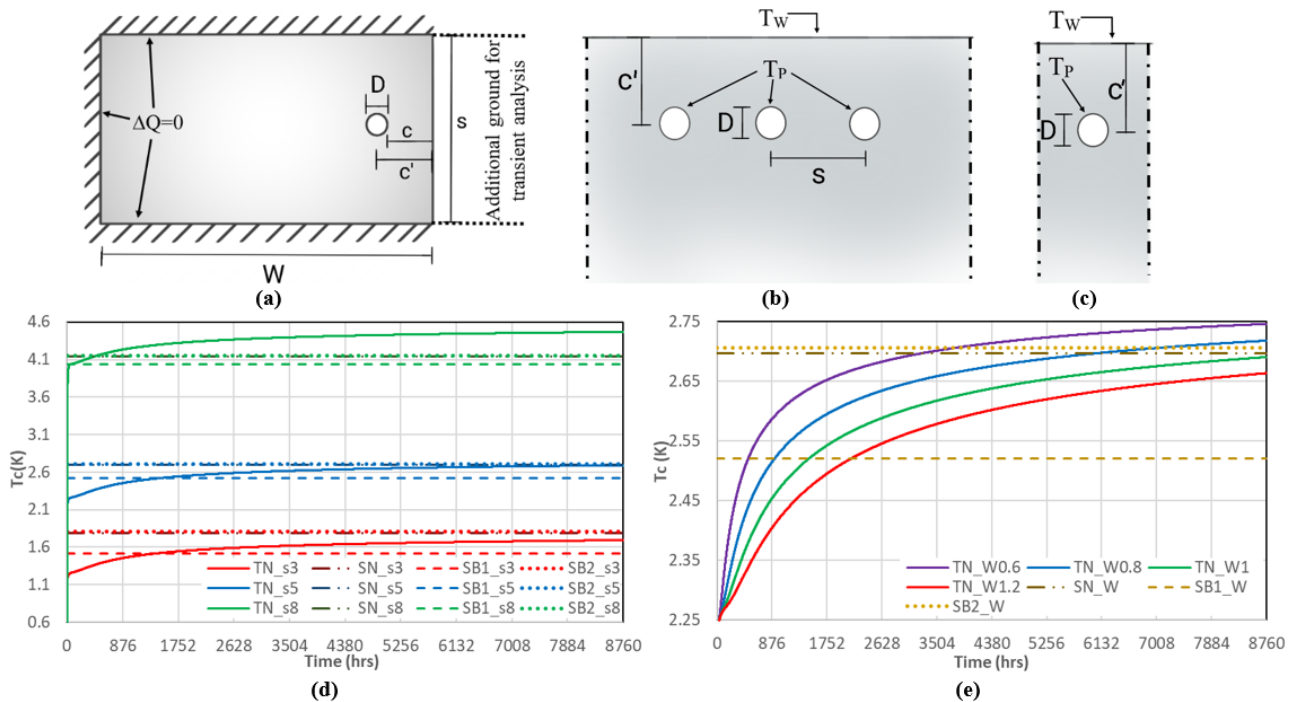 D
ΔQ=0
c
c'
s
W
Additional ground for
transient analysis
(a)
T_W
C'
T_P
D
s
(b)
T_W
T_P
C'
D
(c)
4.6
4.1
3.6
3.1
2.6
2.1
1.6
1.1
0.6
Tc(K)
TN_s3 SN_s3 SB1_s3 SB2_s3
TN_s5 SN_s5 SB1_s5 SB2_s5
TN_s8 SN_s8 SB1_s8 SB2_s8
0 876 1752 2628 3504 4380 5256 6132 7008 7884 8760
Time (hrs)
(d)
2.75
2.65
2.55
2.45
2.35
2.25
Tc (K)
TN_W0.6 TN_W0.8 TN_W1
TN_W1.2 SN_W SB1_W
SB2_W
0 876 1752 2628 3504 4380 5256 6132 7008 7884 8760
Time (hrs)
(e)